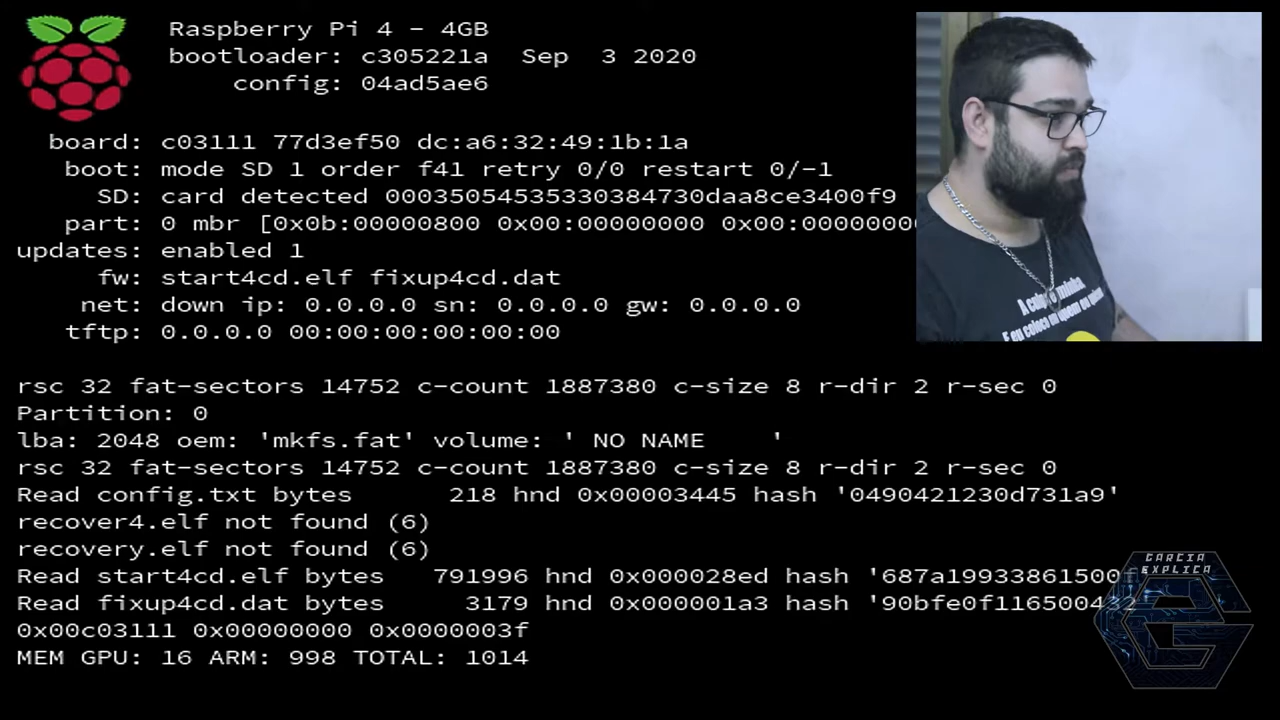 Raspberry Pi 4 - 4GB
bootloader: c305221a Sep 3 2020
config: 04ad5ae6
board: c03111 77d3ef50 dc:a6:32:49:1b:1a
boot: mode SD 1 order f41 retry 0/0 restart 0/-1
SD: card detected 00035054535330384730daa8ce3400f9
part: 0 mbr [0x0b:00000800 0x00:00000000 0x00:0000000
updates: enabled 1
fw: start4cd.elf fixup4cd.dat
net: down ip: 0.0.0.0 sn: 0.0.0.0 gw: 0.0.0.0
tftp: 0.0.0.0 00:00:00:00:00:00
rsc 32 fat-sectors 14752 c-count 1887380 c-size 8 r-dir 2 r-sec 0
Partition: 0
lba: 2048 oem: 'mkfs.fat' volume: ' NO NAME    '
rsc 32 fat-sectors 14752 c-count 1887380 c-size 8 r-dir 2 r-sec 0
Read config.txt bytes 218 hnd 0x00003445 hash '0490421230d731a9'
recover4.elf not found (6)
recovery.elf not found (6)
Read start4cd.elf bytes 791996 hnd 0x000028ed hash '687a19933861500f
Read fixup4cd.dat bytes 3179 hnd 0x000001a3 hash '90bfe0f116500432'
0x00c03111 0x00000000 0x0000003f
MEM GPU: 16 ARM: 998 TOTAL: 1014
A
E eu coloco
GARCIA
EXPLICA